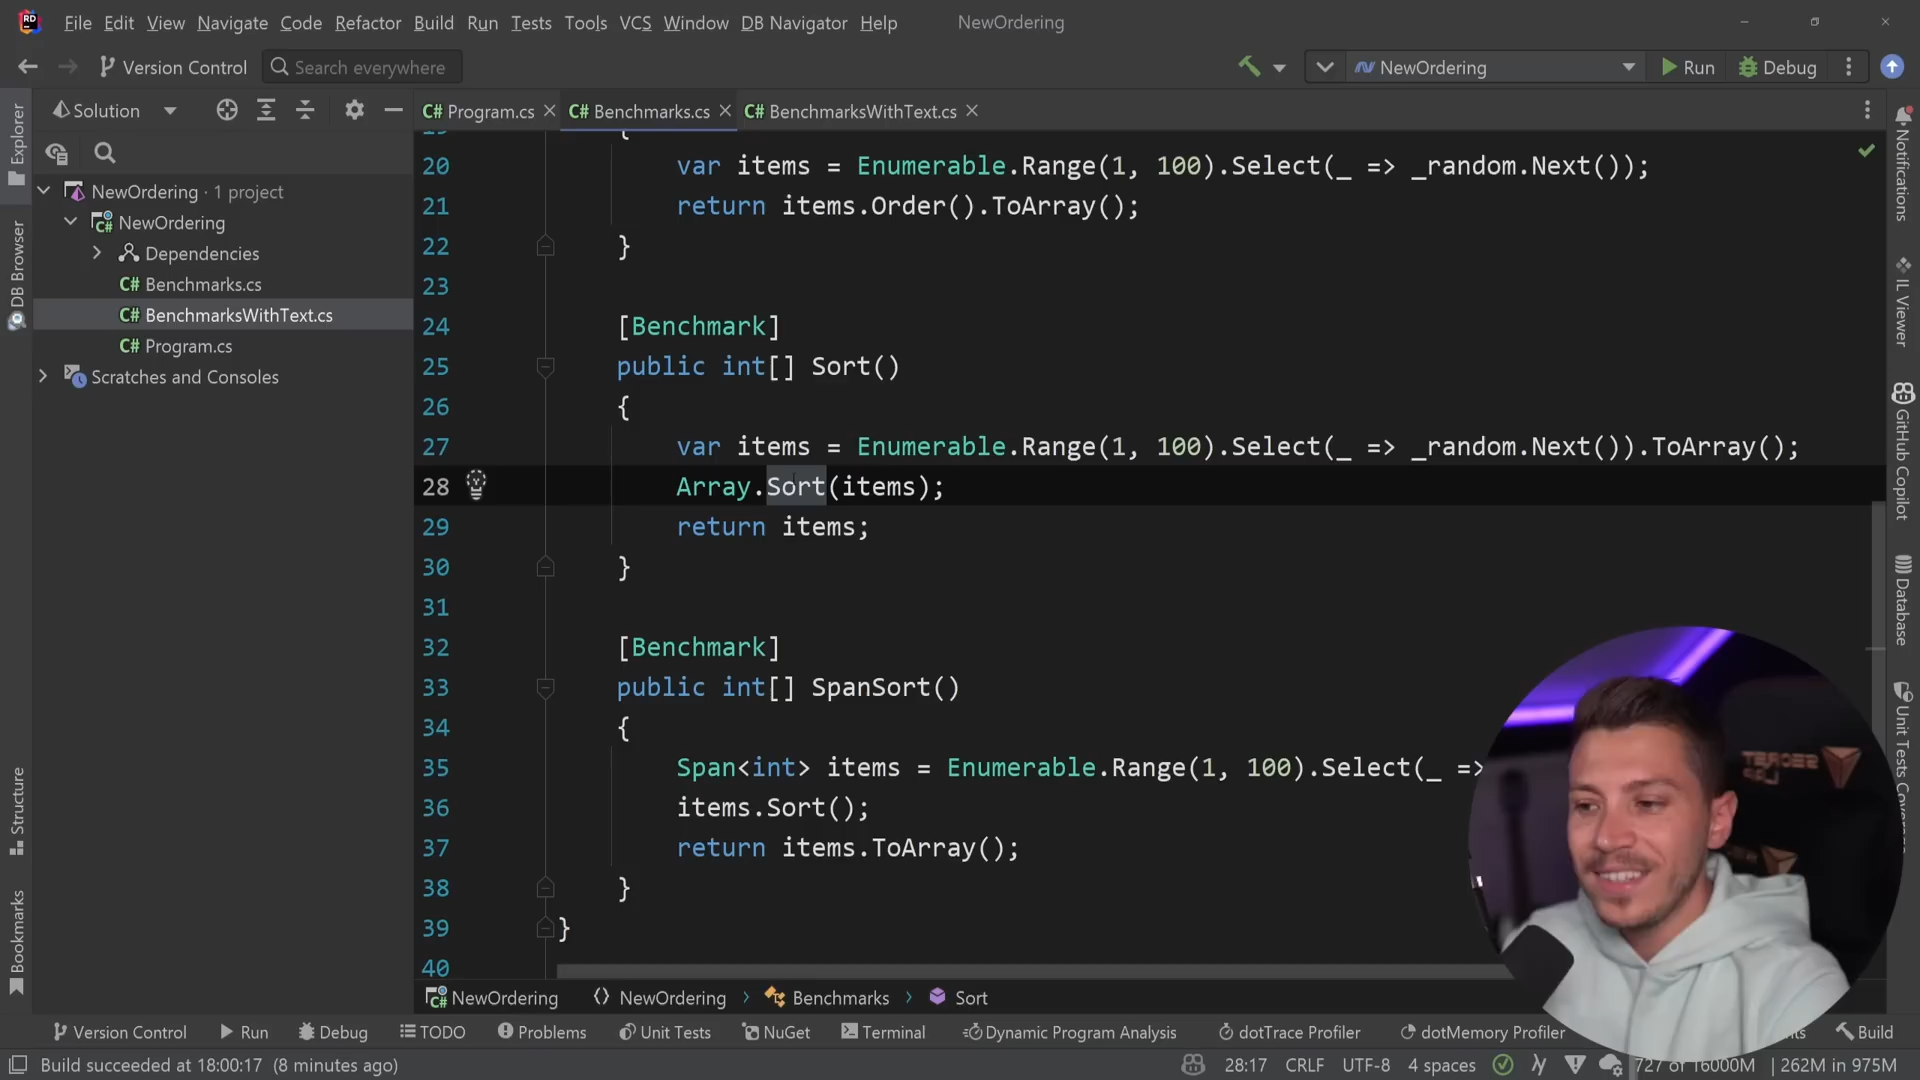 File Edit View Navigate Code Refactor Build Run Tests Tools VCS Window DB Navigator Help NewOrdering
Version Control Search everywhere NewOrdering Run Debug
Solution
C# Program.cs C# Benchmarks.cs C# BenchmarksWithText.cs
Explorer
DB Browser
Structure
Bookmarks
NewOrdering · 1 project
NewOrdering
Dependencies
C# Benchmarks.cs
C# BenchmarksWithText.cs
C# Program.cs
Scratches and Consoles
{
20 var items = Enumerable.Range(1, 100).Select(_ => _random.Next());
21 return items.Order().ToArray();
22 }
23
24 [Benchmark]
25 public int[] Sort()
26 {
27 var items = Enumerable.Range(1, 100).Select(_ => _random.Next()).ToArray();
28 Array.Sort(items);
29 return items;
30 }
31
32 [Benchmark]
33 public int[] SpanSort()
34 {
35 Span<int> items = Enumerable.Range(1, 100).Select(_ =>
36 items.Sort();
37 return items.ToArray();
38 }
39 }
40
Notifications
IL Viewer
GitHub Copilot
Database
Unit Tests
NewOrdering NewOrdering Benchmarks Sort
Version Control Run Debug TODO Problems Unit Tests NuGet Terminal Dynamic Program Analysis dotTrace Profiler dotMemory Profiler Build
Build succeeded at 18:00:17 (8 minutes ago) 28:17 CRLF UTF-8 4 spaces 727 of 16000M 262M in 975M